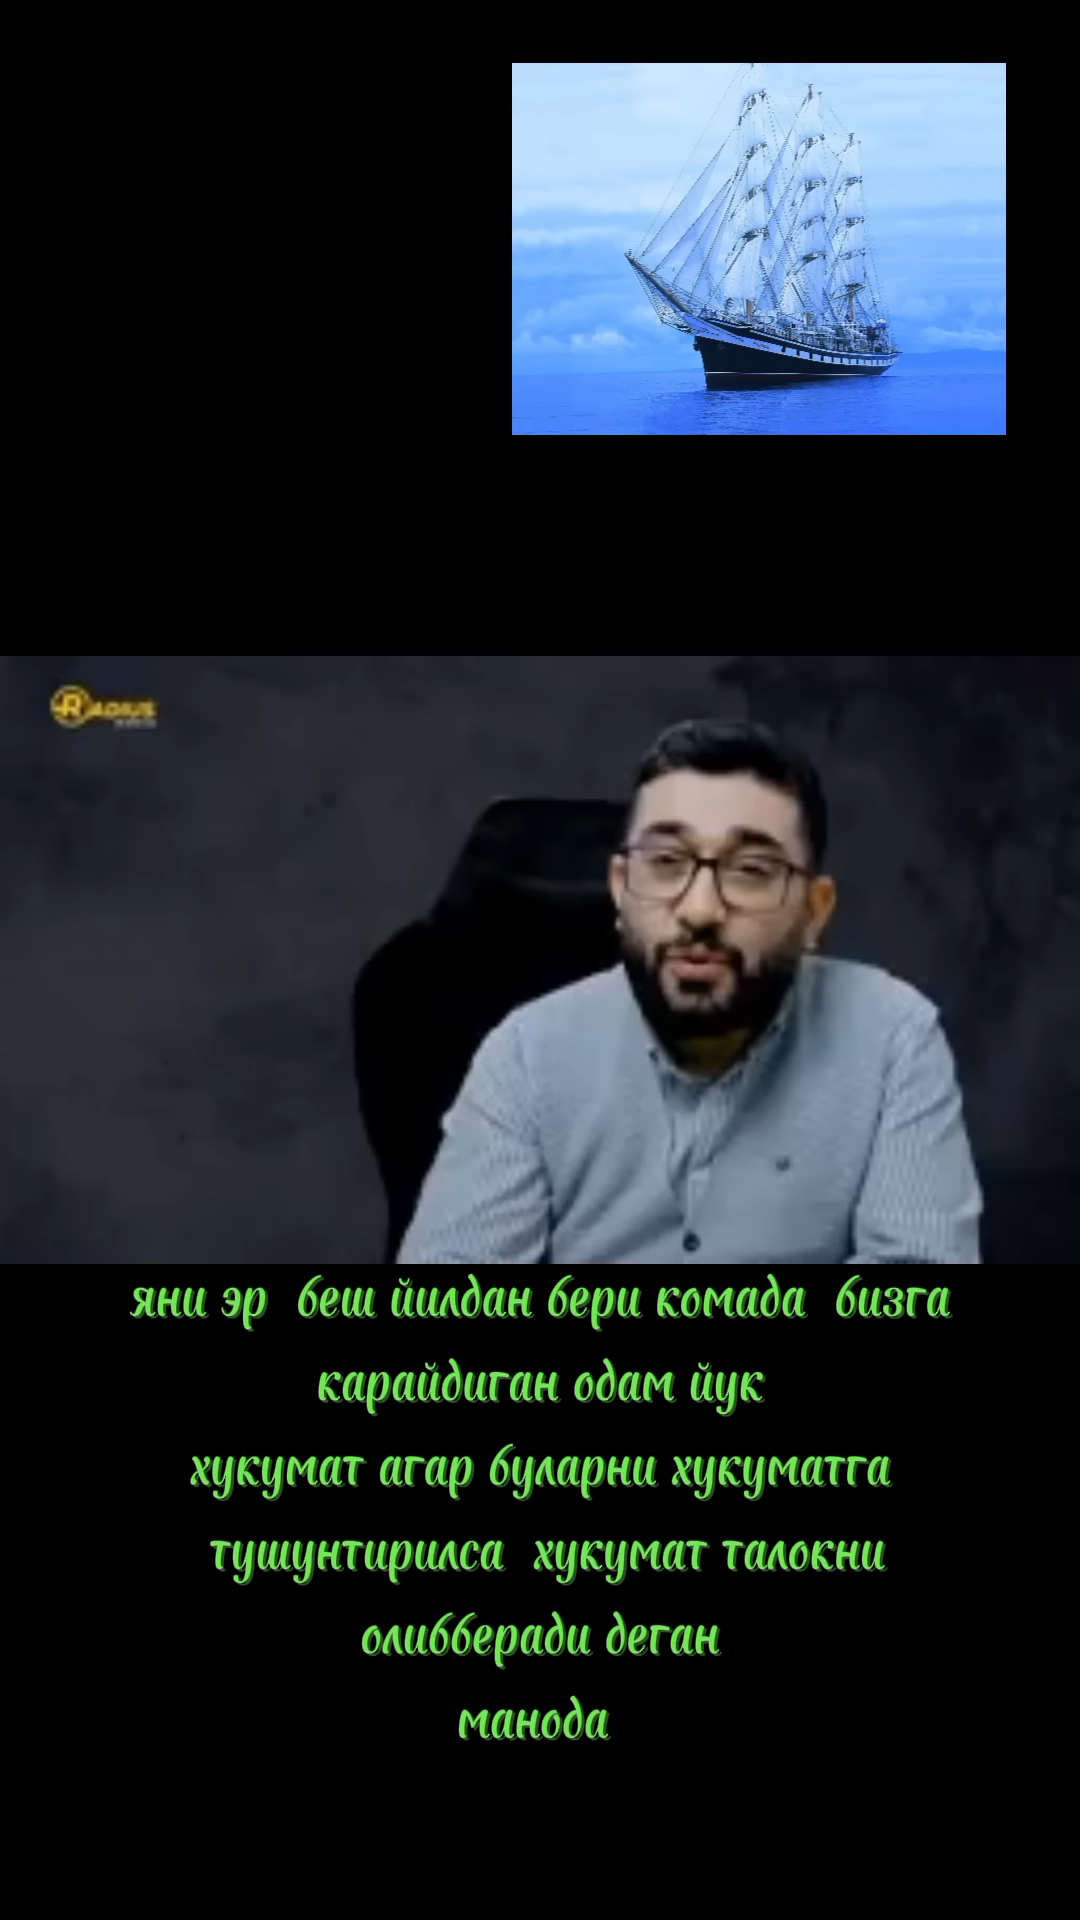 RADIUS
яни эр беш йилдан бери комада бизга
карайдиган одам йук
хукумат агар буларни хукуматга
тушунтирилса хукумат талокни
олибберади деган
манода